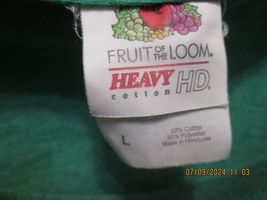 FRUIT OF THE LOOM®
HEAVY HD®
cotton
L
50% Cotton
50% Polyester
Made in Honduras
07/09/2024 11 03